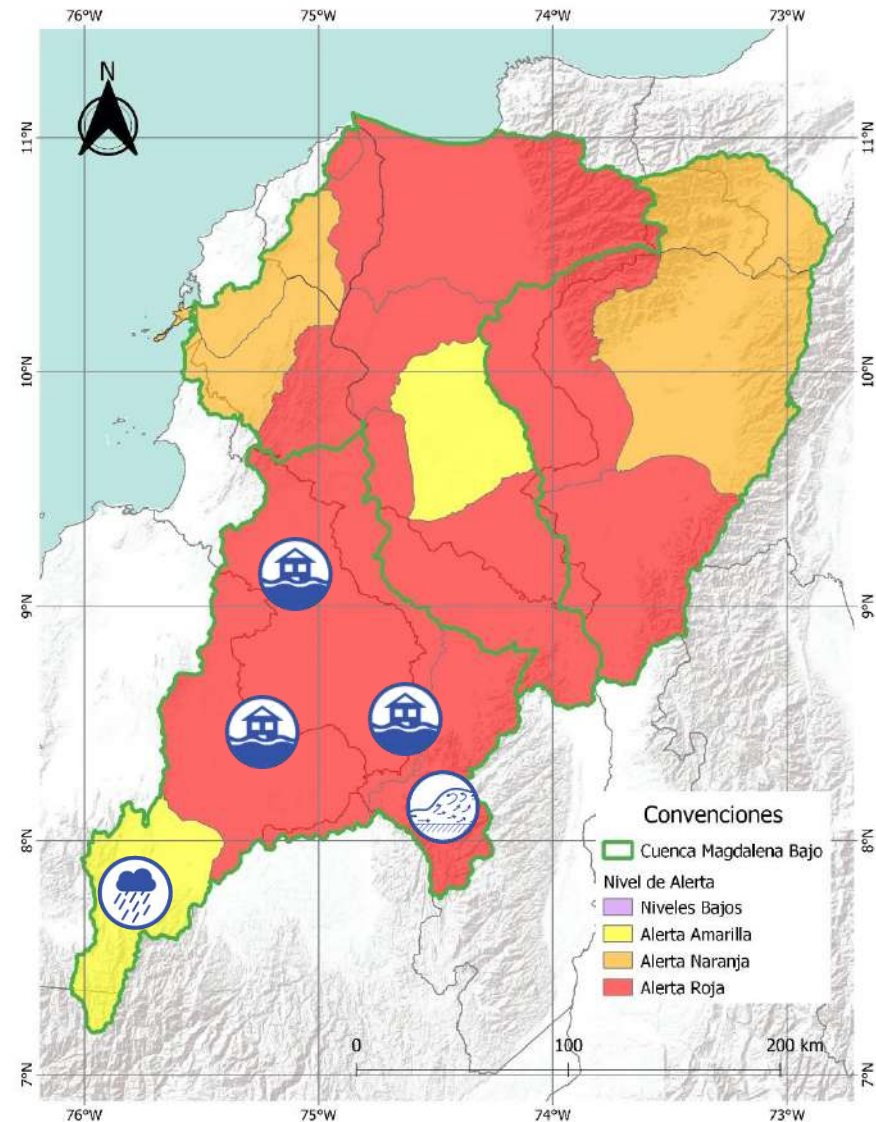 76°W 75°W 74°W 73°W
N
11°N 11°N
10°N 10°N
9°N 9°N
8°N 8°N
Convenciones
Cuenca Magdalena Bajo
Nivel de Alerta
Niveles Bajos
Alerta Amarilla
Alerta Naranja
Alerta Roja
0 100 200 km
7°N 7°N
76°W 75°W 74°W 73°W